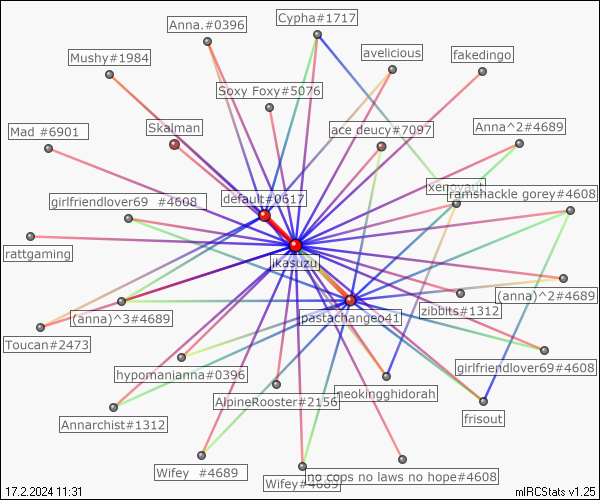 Cypha#1717
Anna.#0396
avelicious
fakedingo
Mushy#1984
Soxy Foxy#5076
Skalman
ace deucy#7097
Anna^2#4689
Mad #6901
default#0617
ramshackle gorey#4608
girlfriendlover69 #4608
rattgaming
ikasuzu
(anna)^2#4689
zibbits#1312
(anna)^3#4689
pastachangeo41
Toucan#2473
girlfriendlover69#4608
hypomanianna#0396
neokingghidorah
AlpineRooster#2156
frisout
Annarchist#1312
Wifey #4689
no cops no laws no hope#4608
Wifey#4689
17.2.2024 11:31
mIRCStats v1.25